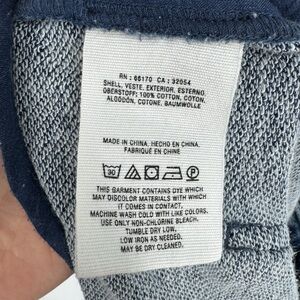 RN : 66170 CA : 32054
SHELL, VESTE, EXTERIOR, ESTERNO,
OBERSTOFF: 100% COTTON, COTON,
ALGODÓN, COTONE, BAUMWOLLE
MADE IN CHINA, HECHO EN CHINA,
FABRIQUÉ EN CHINE
30
THIS GARMENT CONTAINS DYE WHICH
MAY DISCOLOR MATERIALS WITH WHICH
IT COMES IN CONTACT.
MACHINE WASH COLD WITH LIKE COLORS.
USE ONLY NON-CHLORINE BLEACH.
TUMBLE DRY LOW.
LOW IRON AS NEEDED.
MAY BE DRY CLEANED.